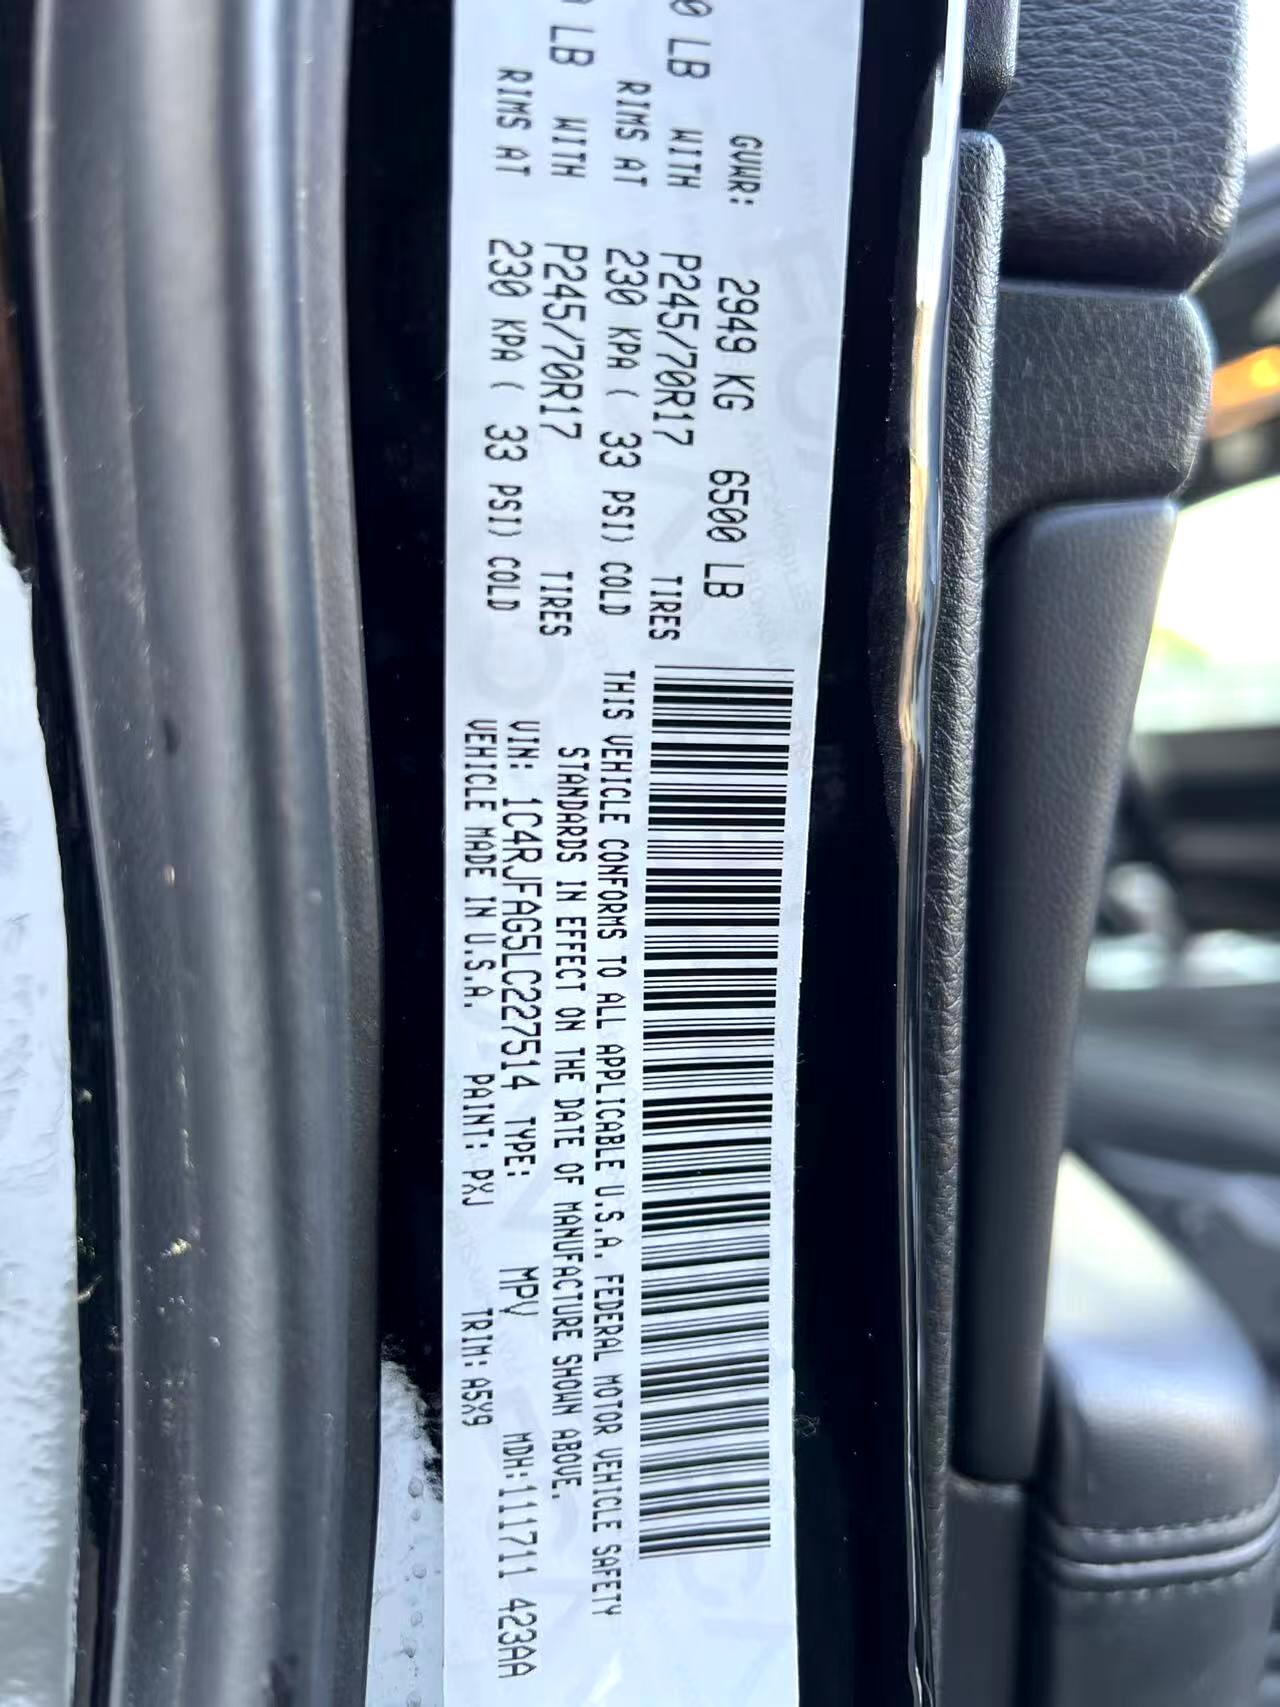 GVWR: 2949 KG 6500 LB
0 LB WITH P245/70R17 TIRES
RIMS AT 230 KPA ( 33 PSI) COLD
LB WITH P245/70R17 TIRES
RIMS AT 230 KPA ( 33 PSI) COLD
THIS VEHICLE CONFORMS TO ALL APPLICABLE U.S.A. FEDERAL MOTOR VEHICLE SAFETY
STANDARDS IN EFFECT ON THE DATE OF MANUFACTURE SHOWN ABOVE.
VIN: 1C4RJFAG5LC227514 TYPE: MPV MDH:111711 423AA
VEHICLE MADE IN U.S.A. PAINT: PXJ TRIM: A5X9